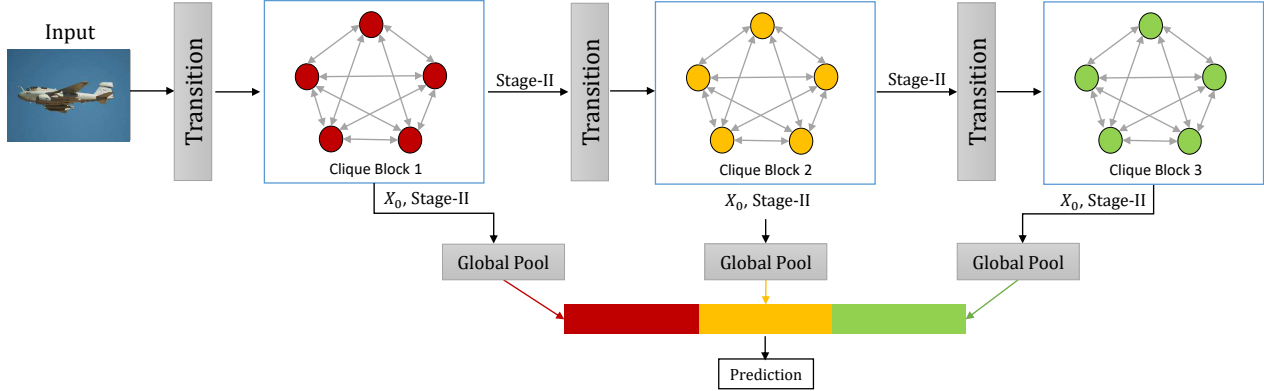 Input
Transition
Clique Block 1
Stage-II
Transition
Clique Block 2
Stage-II
Transition
Clique Block 3
X₀, Stage-II
X₀, Stage-II
X₀, Stage-II
Global Pool
Global Pool
Global Pool
Prediction